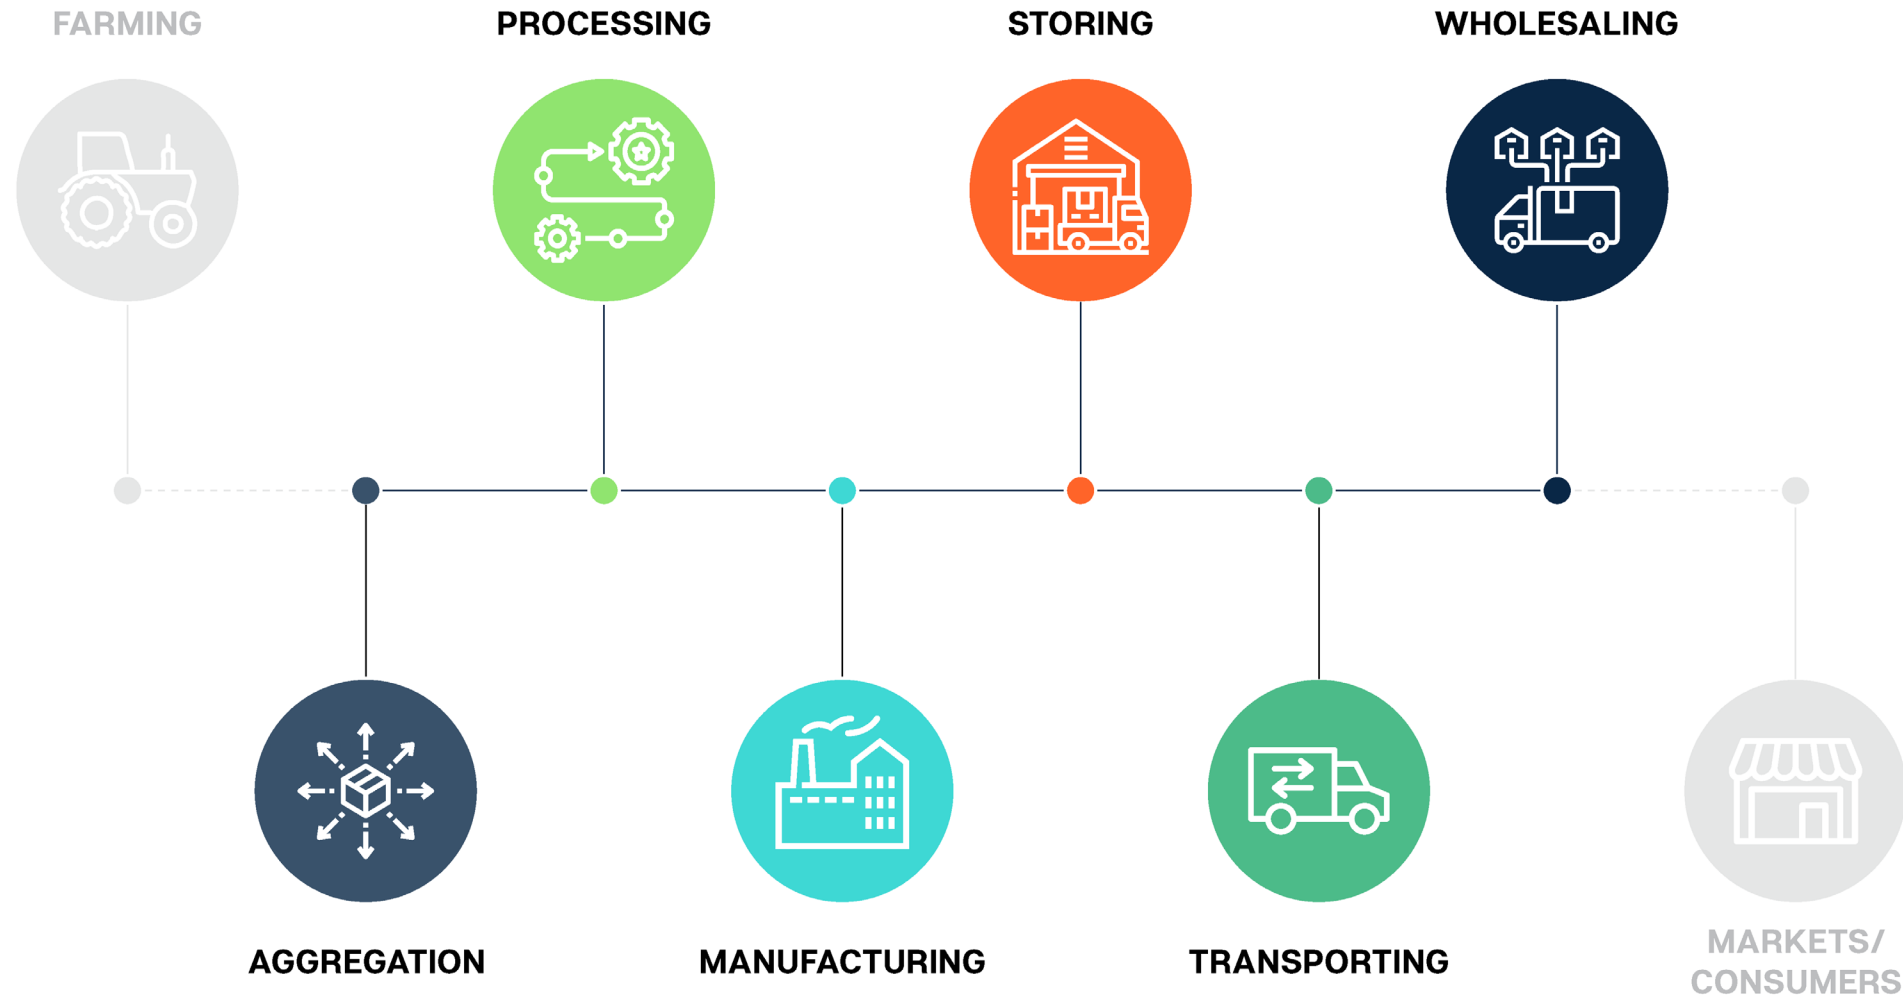 FARMING
PROCESSING
STORING
WHOLESALING
AGGREGATION
MANUFACTURING
TRANSPORTING
MARKETS/
CONSUMERS